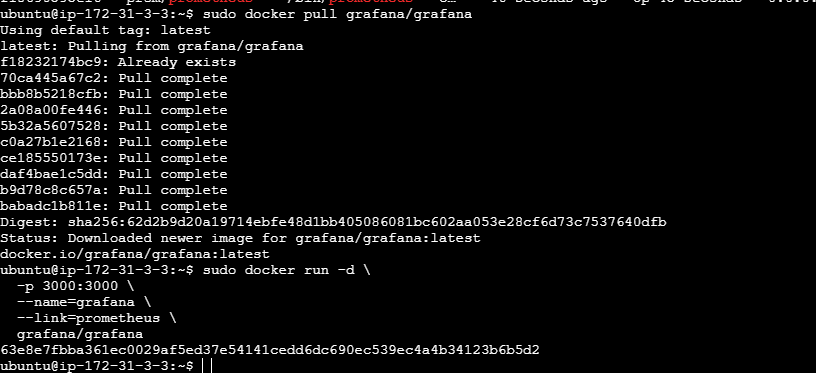 ubuntu@ip-172-31-3-3:~$ sudo docker pull grafana/grafana
Using default tag: latest
latest: Pulling from grafana/grafana
f18232174bc9: Already exists
70ca445a67c2: Pull complete
bbb8b5218cfb: Pull complete
2a08a00fe446: Pull complete
5b32a5607528: Pull complete
c0a27b1e2168: Pull complete
ce185550173e: Pull complete
daf4bae1c5dd: Pull complete
b9d78c8c657a: Pull complete
babadc1b811e: Pull complete
Digest: sha256:62d2b9d20a19714ebfe48d1bb405086081bc602aa053e28cf6d73c7537640dfb
Status: Downloaded newer image for grafana/grafana:latest
docker.io/grafana/grafana:latest
ubuntu@ip-172-31-3-3:~$ sudo docker run -d \
-p 3000:3000 \
--name=grafana \
--link=prometheus \
grafana/grafana
63e8e7fbba361ec0029af5ed37e54141cedd6dc690ec539ec4a4b34123b6b5d2
ubuntu@ip-172-31-3-3:~$